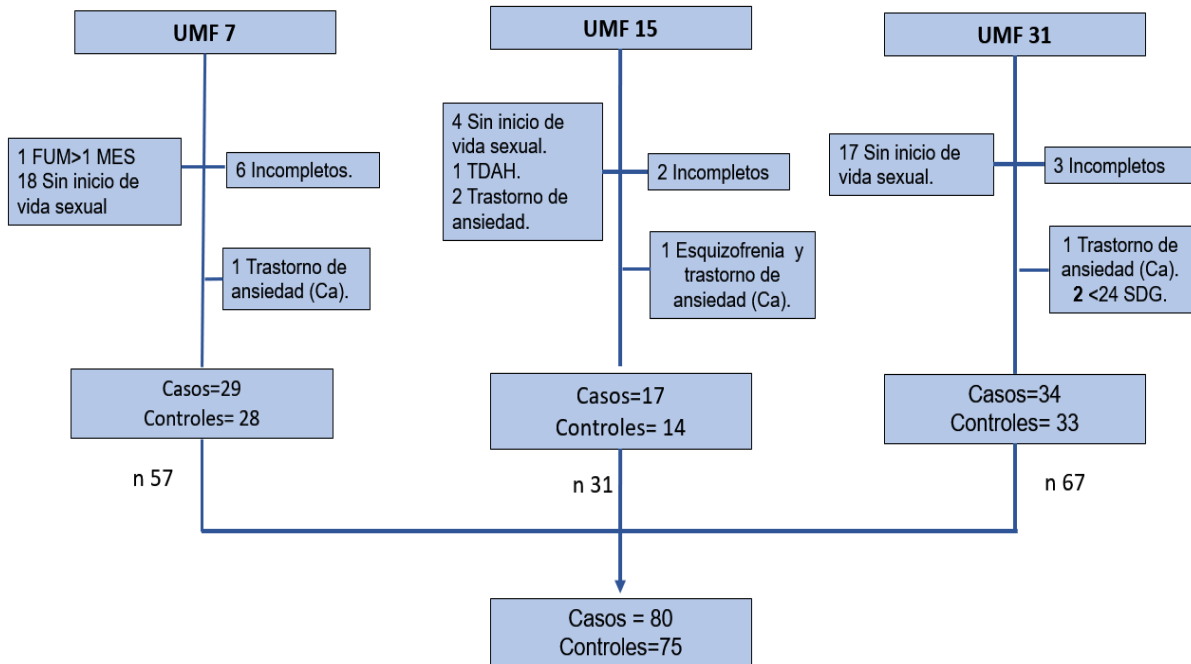 UMF 7
UMF 15
UMF 31
1 FUM>1 MES
18 Sin inicio de
vida sexual
6 Incompletos.
4 Sin inicio de
vida sexual.
1 TDAH.
2 Trastorno de
ansiedad.
2 Incompletos
17 Sin inicio de
vida sexual.
3 Incompletos
1 Trastorno de
ansiedad (Ca).
1 Esquizofrenia y
trastorno de
ansiedad (Ca).
1 Trastorno de
ansiedad (Ca).
2 <24 SDG.
Casos=29
Controles= 28
Casos=17
Controles= 14
Casos=34
Controles= 33
n 57
n 31
n 67
Casos = 80
Controles=75